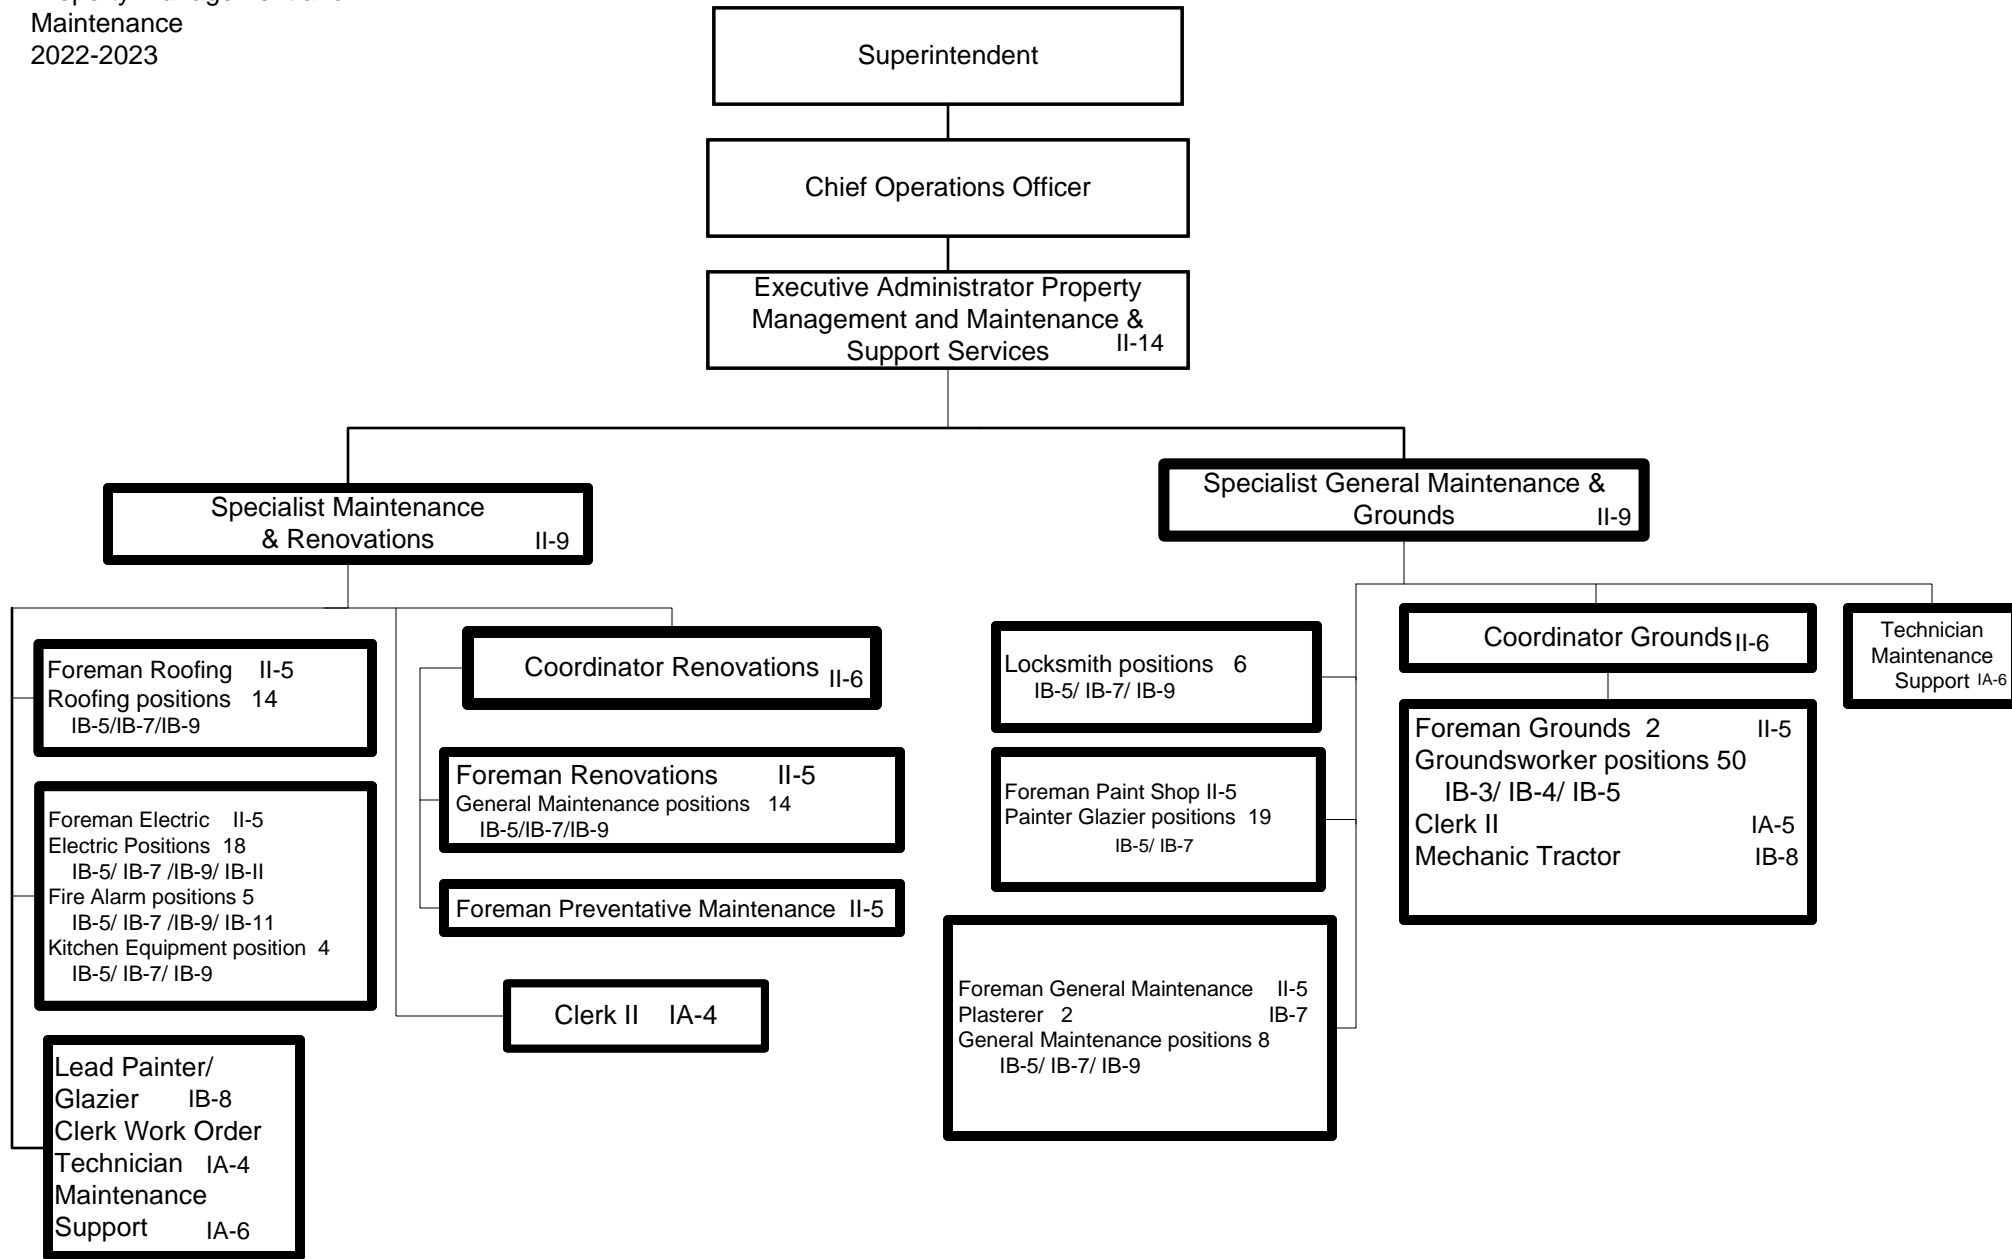 Maintenance
2022-2023
Superintendent
Chief Operations Officer
Executive Administrator Property
Management and Maintenance &
Support Services II-14
Specialist Maintenance
& Renovations II-9
Specialist General Maintenance &
Grounds II-9
Foreman Roofing II-5
Roofing positions 14
IB-5/IB-7/IB-9
Foreman Electric II-5
Electric Positions 18
IB-5/ IB-7 /IB-9/ IB-II
Fire Alarm positions 5
IB-5/ IB-7 /IB-9/ IB-11
Kitchen Equipment position 4
IB-5/ IB-7/ IB-9
Lead Painter/
Glazier IB-8
Clerk Work Order
Technician IA-4
Maintenance
Support IA-6
Coordinator Renovations II-6
Foreman Renovations II-5
General Maintenance positions 14
IB-5/IB-7/IB-9
Foreman Preventative Maintenance II-5
Clerk II IA-4
Locksmith positions 6
IB-5/ IB-7/ IB-9
Foreman Paint Shop II-5
Painter Glazier positions 19
IB-5/ IB-7
Foreman General Maintenance II-5
Plasterer 2 IB-7
General Maintenance positions 8
IB-5/ IB-7/ IB-9
Coordinator Grounds II-6
Foreman Grounds 2 II-5
Groundsworker positions 50
IB-3/ IB-4/ IB-5
Clerk II IA-5
Mechanic Tractor IB-8
Technician
Maintenance
Support IA-6